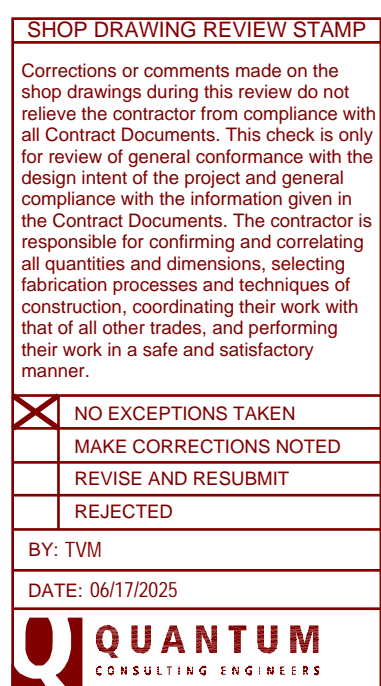 SHOP DRAWING REVIEW STAMP
Corrections or comments made on the
shop drawings during this review do not
relieve the contractor from compliance with
all Contract Documents. This check is only
for review of general conformance with the
design intent of the project and general
compliance with the information given in
the Contract Documents. The contractor is
responsible for confirming and correlating
all quantities and dimensions, selecting
fabrication processes and techniques of
construction, coordinating their work with
that of all other trades, and performing
their work in a safe and satisfactory
manner.
NO EXCEPTIONS TAKEN
MAKE CORRECTIONS NOTED
REVISE AND RESUBMIT
REJECTED
BY: TVM
DATE: 06/17/2025
Q QUANTUM
CONSULTING ENGINEERS